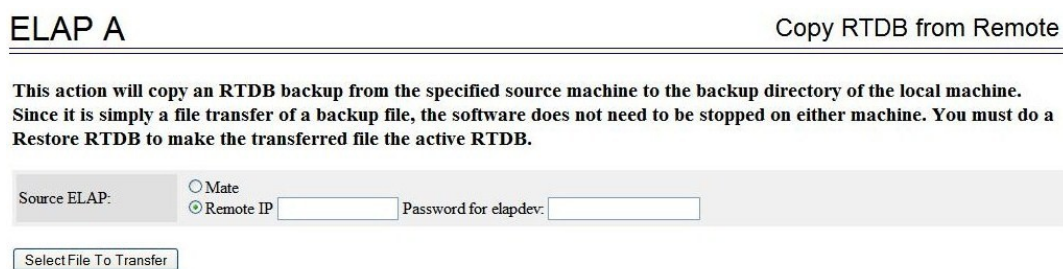 ELAP A
Copy RTDB from Remote
This action will copy an RTDB backup from the specified source machine to the backup directory of the local machine.
Since it is simply a file transfer of a backup file, the software does not need to be stopped on either machine. You must do a
Restore RTDB to make the transferred file the active RTDB.
Source ELAP:
Mate
Remote IP Password for elapdev:
Select File To Transfer